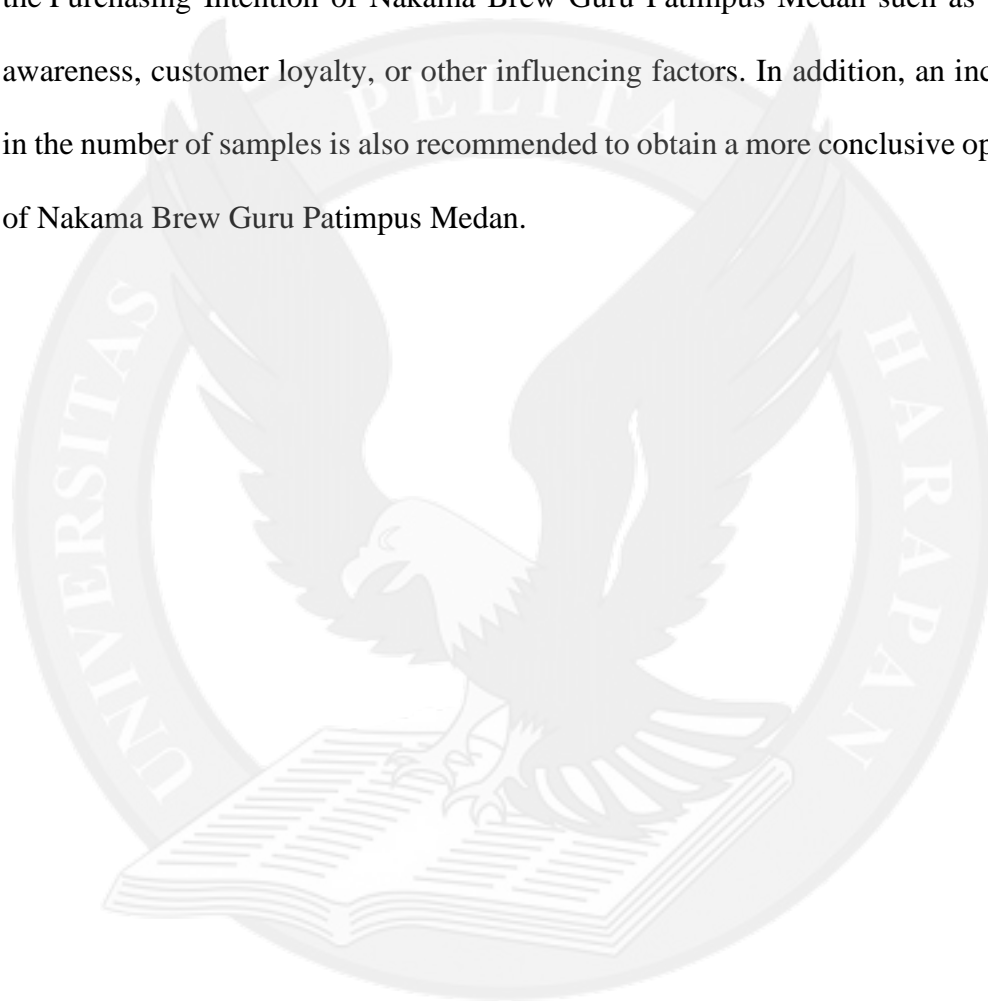 the Purchasing Intention of Nakama Brew Guru Patimpus Medan such as
awareness, customer loyalty, or other influencing factors. In addition, an inc
in the number of samples is also recommended to obtain a more conclusive op
of Nakama Brew Guru Patimpus Medan.
UNIVERSITAS PELITA HARAPAN